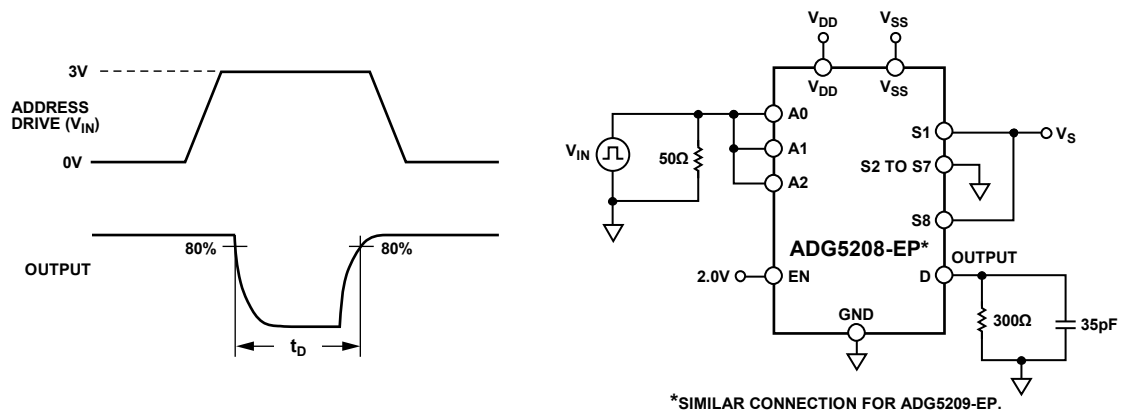 3V
ADDRESS
DRIVE (VIN)
0V
80%
80%
OUTPUT
tD
VDD
VSS
VDD
VSS
A0
A1
A2
VIN
50Ω
S1
VS
S2 TO S7
S8
ADG5208-EP*
OUTPUT
2.0V
EN
D
GND
300Ω
35pF
*SIMILAR CONNECTION FOR ADG5209-EP.